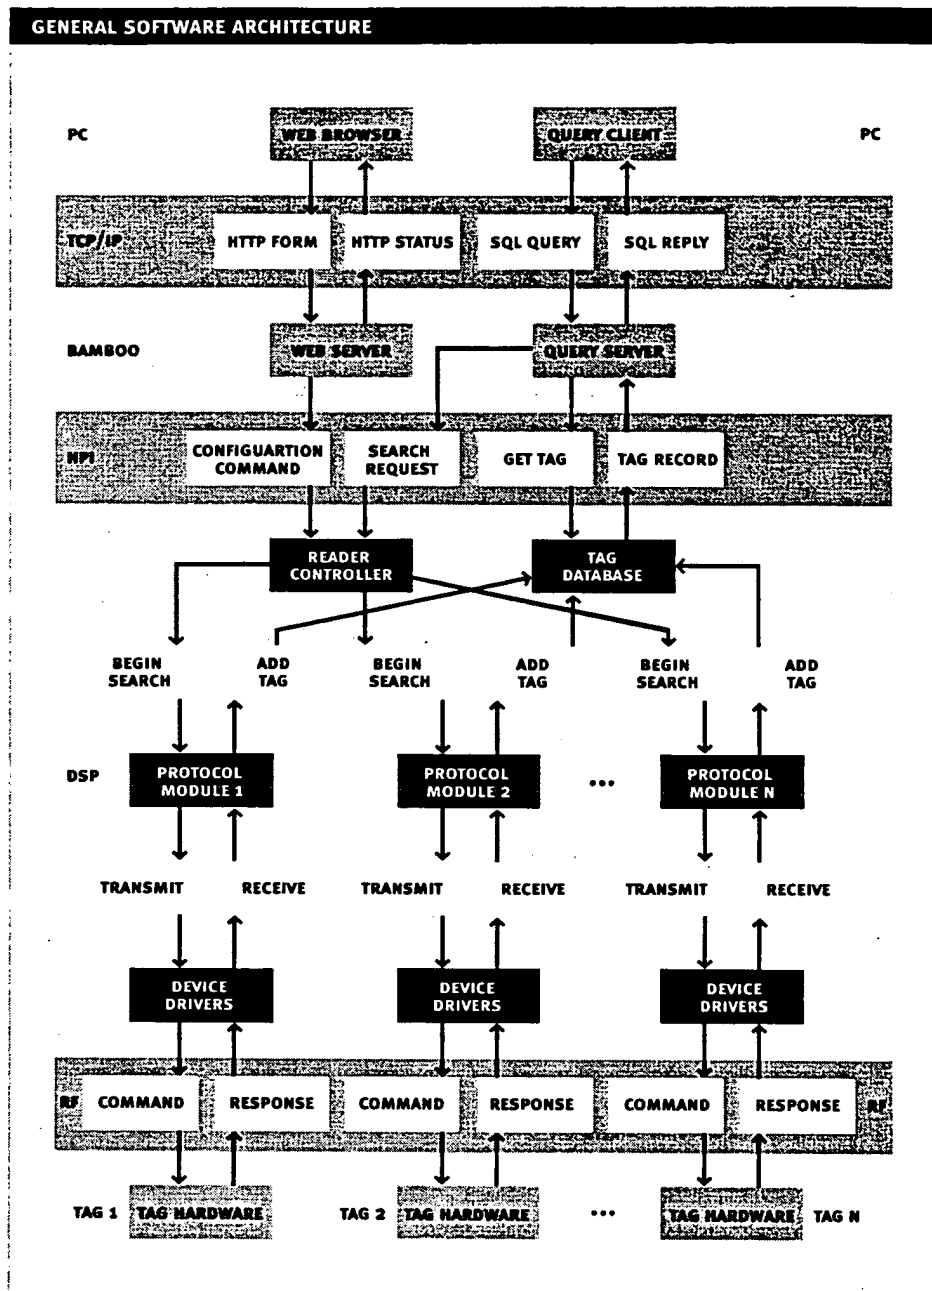 GENERAL SOFTWARE ARCHITECTURE
PC
WEB BROWSER
QUERY CLIENT
PC
TCP/IP
HTTP FORM
HTTP STATUS
SQL QUERY
SQL REPLY
BAMBOO
WEB SERVER
QUERY SERVER
HPI
CONFIGUARTION
COMMAND
SEARCH
REQUEST
GET TAG
TAG RECORD
READER
CONTROLLER
TAG
DATABASE
BEGIN
SEARCH
ADD
TAG
BEGIN
SEARCH
ADD
TAG
BEGIN
SEARCH
ADD
TAG
DSP
PROTOCOL
MODULE 1
PROTOCOL
MODULE 2
...
PROTOCOL
MODULE N
TRANSMIT
RECEIVE
TRANSMIT
RECEIVE
TRANSMIT
RECEIVE
DEVICE
DRIVERS
DEVICE
DRIVERS
DEVICE
DRIVERS
RF
COMMAND
RESPONSE
COMMAND
RESPONSE
COMMAND
RESPONSE
RF
TAG 1
TAG HARDWARE
TAG 2
TAG HARDWARE
...
TAG HARDWARE
TAG N